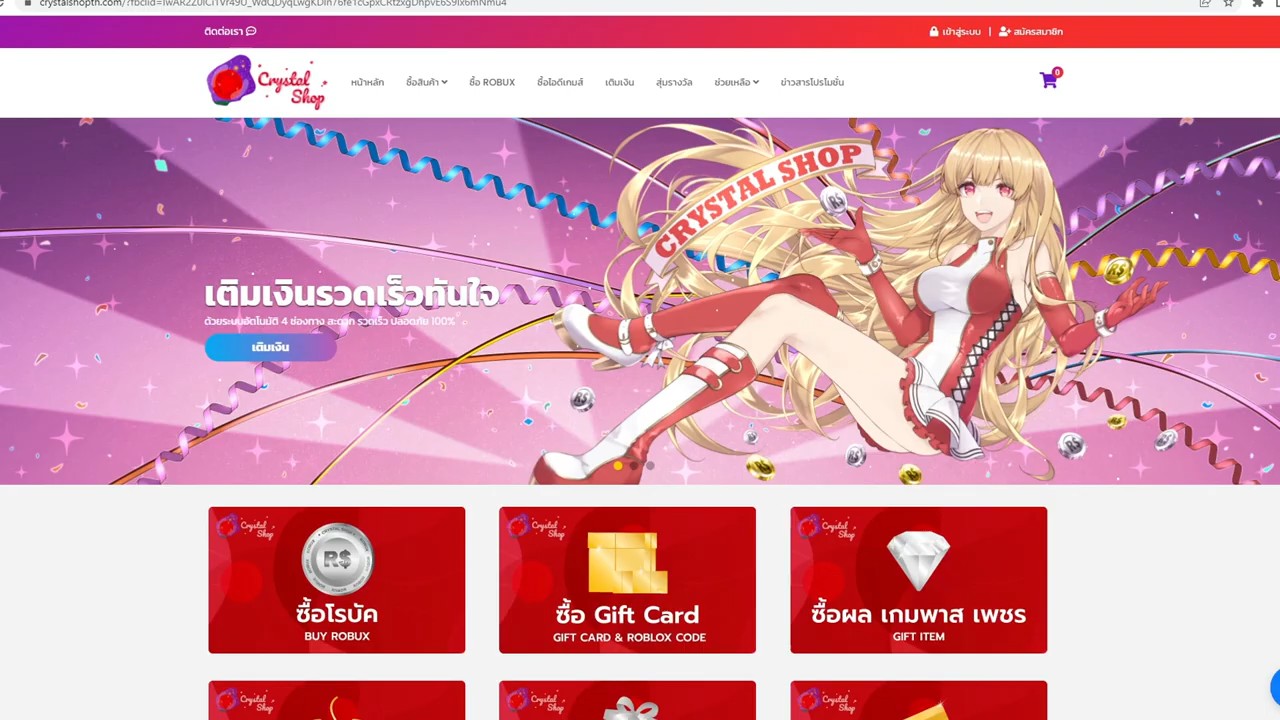 ติดต่อเรา
เข้าสู่ระบบ | สมัครสมาชิก
Crystal
Shop
หน้าหลัก ซื้อสินค้า ซื้อ ROBUX ซื้อไอดีเกมส์ เติมเงิน สุ่มรางวัล ช่วยเหลือ ข่าวสารโปรโมชั่น
0
CRYSTAL SHOP
R$
เติมเงินรวดเร็วทันใจ
ด้วยระบบอัตโนมัติ 4 ช่องทาง สะดวก รวดเร็ว ปลอดภัย 100%
เติมเงิน
Crystal
Shop
R$
ซื้อโรบัค
BUY ROBUX
Crystal
Shop
ซื้อ Gift Card
GIFT CARD & ROBLOX CODE
Crystal
Shop
ซื้อผล เกมพาส เพชร
GIFT ITEM
Crystal
Shop
Crystal
Shop
Crystal
Shop